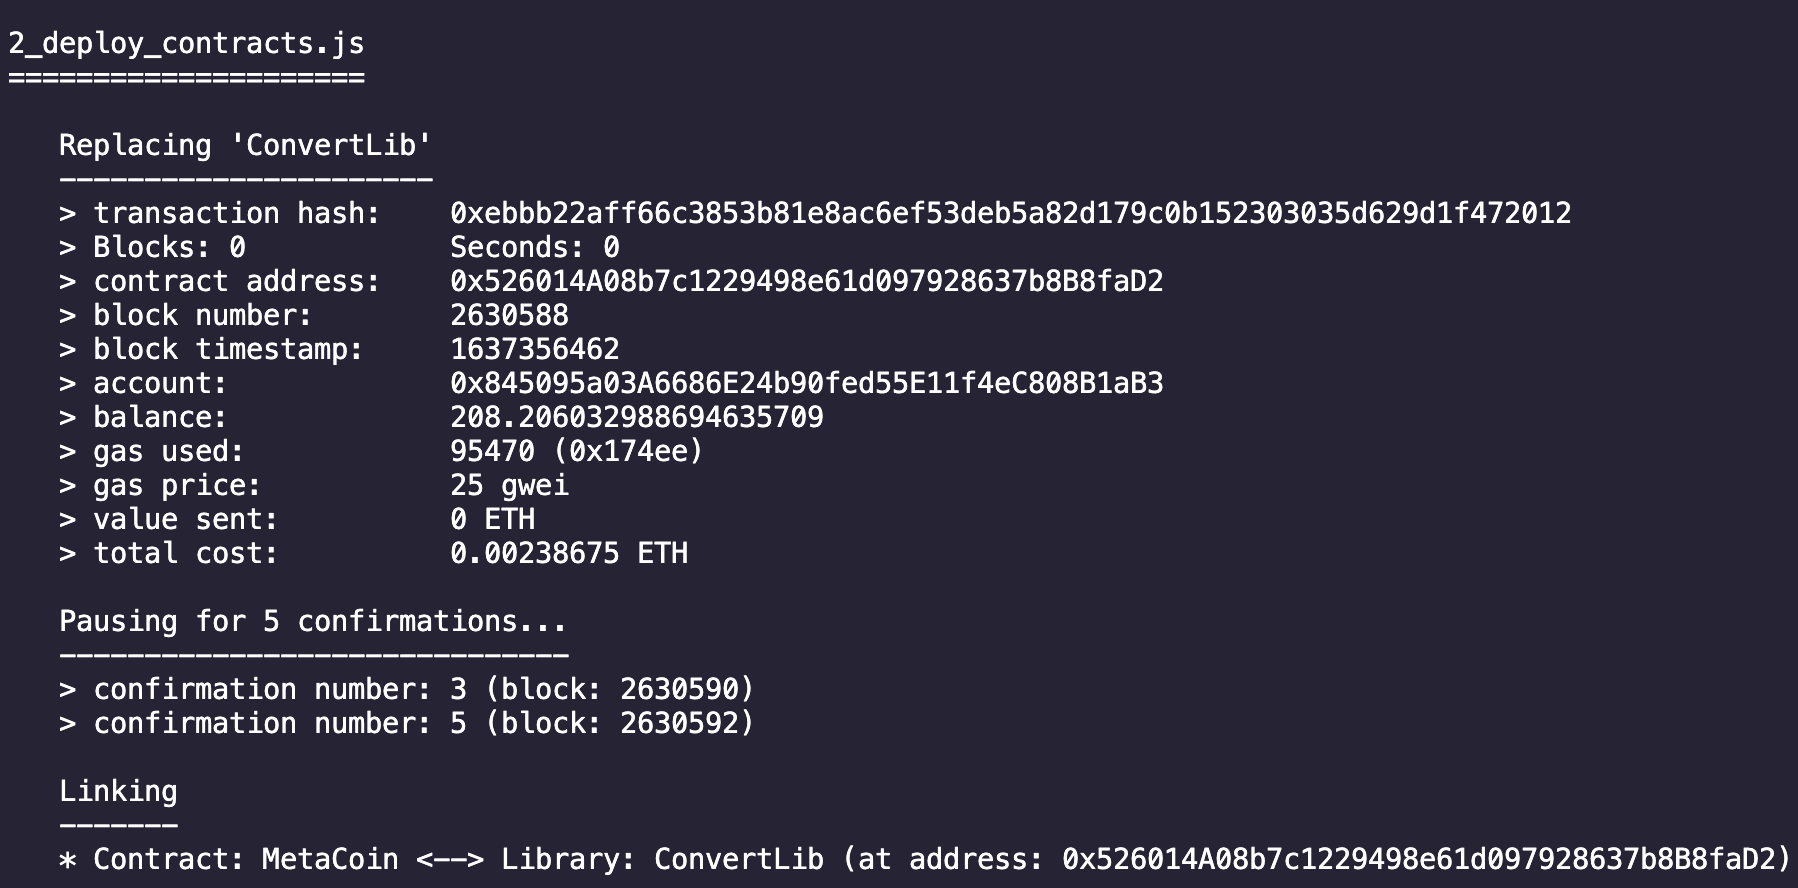 2_deploy_contracts.js
=====================
Replacing 'ConvertLib'
----------------------
> transaction hash:    0xebbb22aff66c3853b81e8ac6ef53deb5a82d179c0b152303035d629d1f472012
> Blocks: 0            Seconds: 0
> contract address:    0x526014A08b7c1229498e61d097928637b8B8faD2
> block number:        2630588
> block timestamp:     1637356462
> account:             0x845095a03A6686E24b90fed55E11f4eC808B1aB3
> balance:             208.206032988694635709
> gas used:            95470 (0x174ee)
> gas price:           25 gwei
> value sent:          0 ETH
> total cost:          0.00238675 ETH
Pausing for 5 confirmations...
------------------------------
> confirmation number: 3 (block: 2630590)
> confirmation number: 5 (block: 2630592)
Linking
-------
* Contract: MetaCoin <--> Library: ConvertLib (at address: 0x526014A08b7c1229498e61d097928637b8B8faD2)